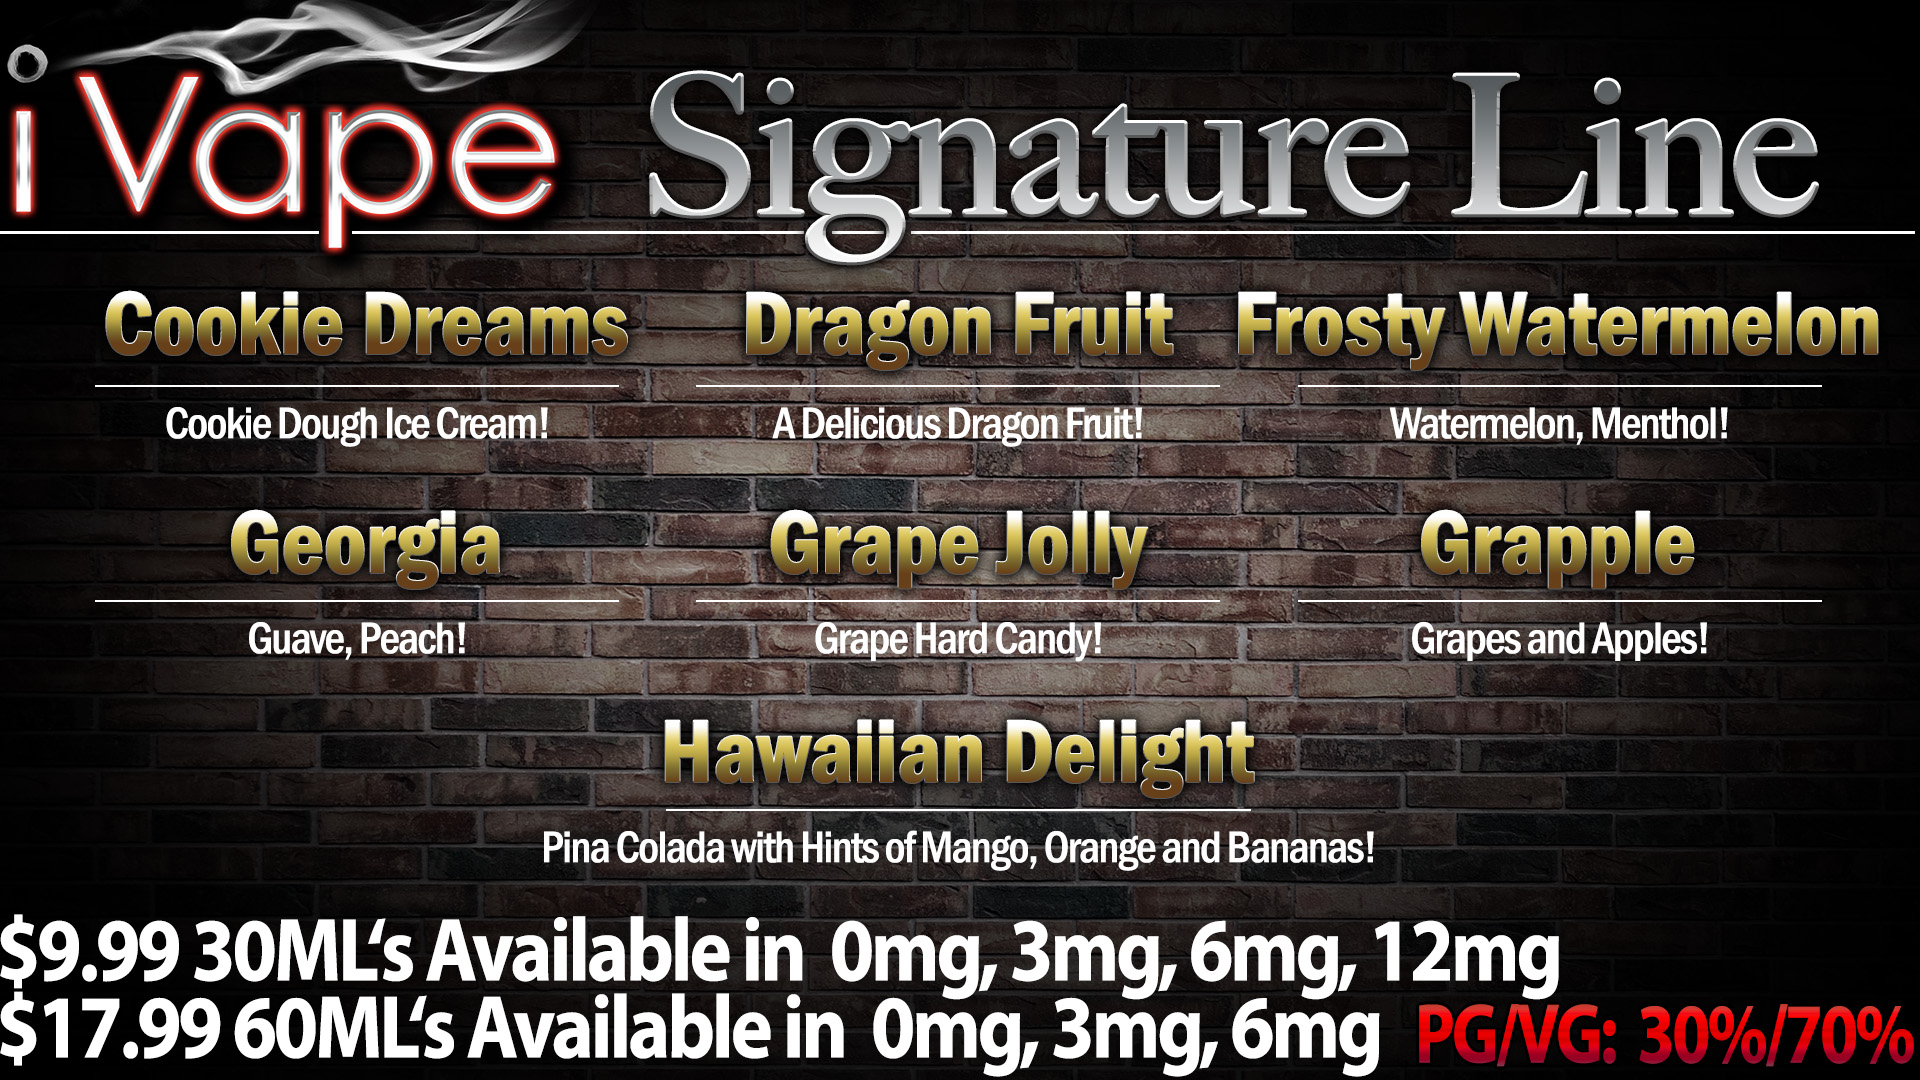 i Vape Signature Line
Cookie Dreams
Cookie Dough Ice Cream!
Dragon Fruit
A Delicious Dragon Fruit!
Frosty Watermelon
Watermelon, Menthol!
Georgia
Guave, Peach!
Grape Jolly
Grape Hard Candy!
Grapple
Grapes and Apples!
Hawaiian Delight
Pina Colada with Hints of Mango, Orange and Bananas!
$9.99 30ML‘s Available in 0mg, 3mg, 6mg, 12mg
$17.99 60ML‘s Available in 0mg, 3mg, 6mg PG/VG: 30%/70%